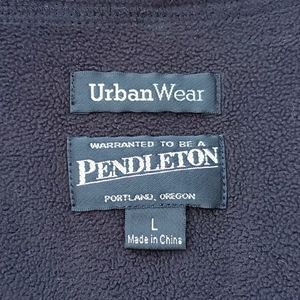 UrbanWear
WARRANTED TO BE A
PENDLETON
PORTLAND, OREGON
L
Made in China